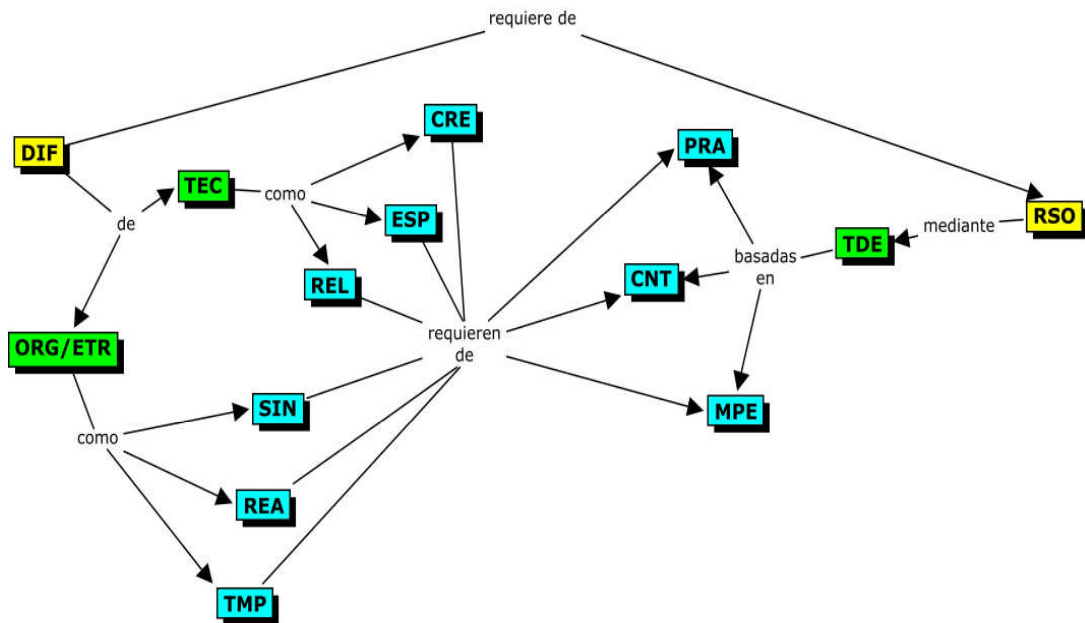 requiere de
CRE
DIF
PRA
TEC
como
ESP
RSO
de
mediante
TDE
basadas
en
REL
CNT
requieren
de
ORG/ETR
SIN
MPE
como
REA
TMP